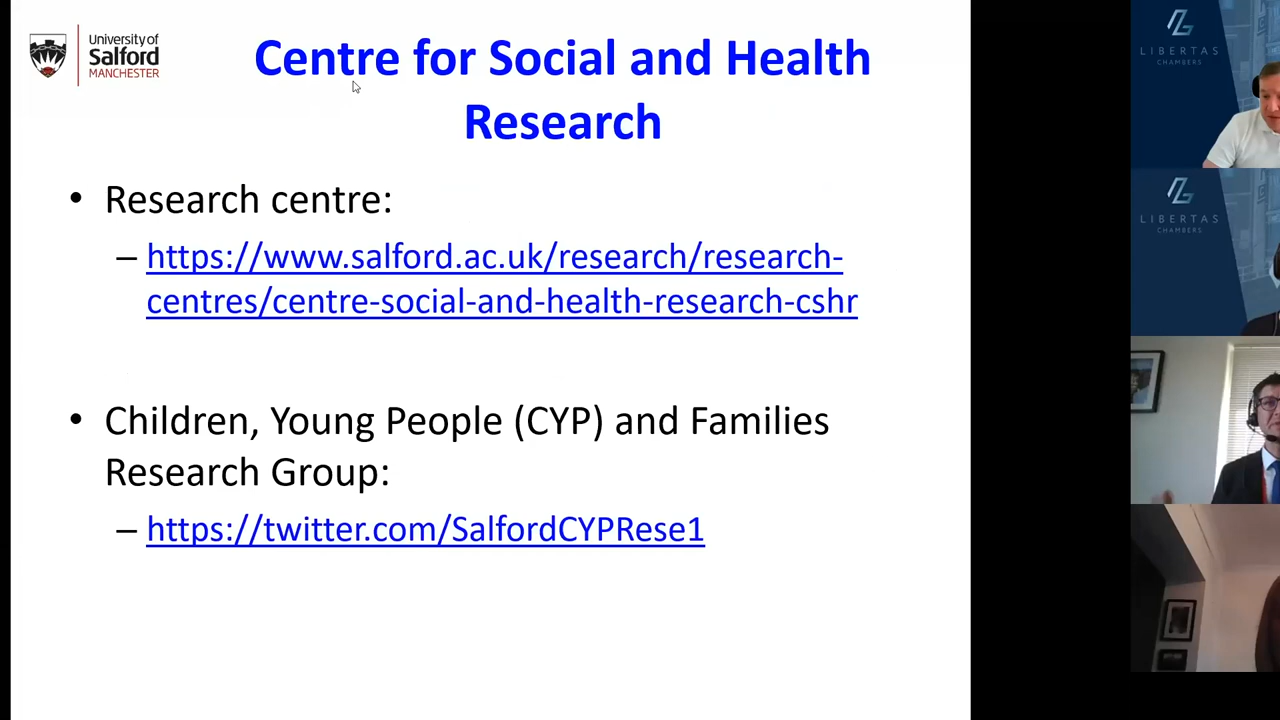 University of
Salford
MANCHESTER
Centre for Social and Health
Research
• Research centre:
– https://www.salford.ac.uk/research/research-
centres/centre-social-and-health-research-cshr
• Children, Young People (CYP) and Families
Research Group:
– https://twitter.com/SalfordCYPRese1
LIBERTAS
CHAMBERS
LIBERTAS
CHAMBERS